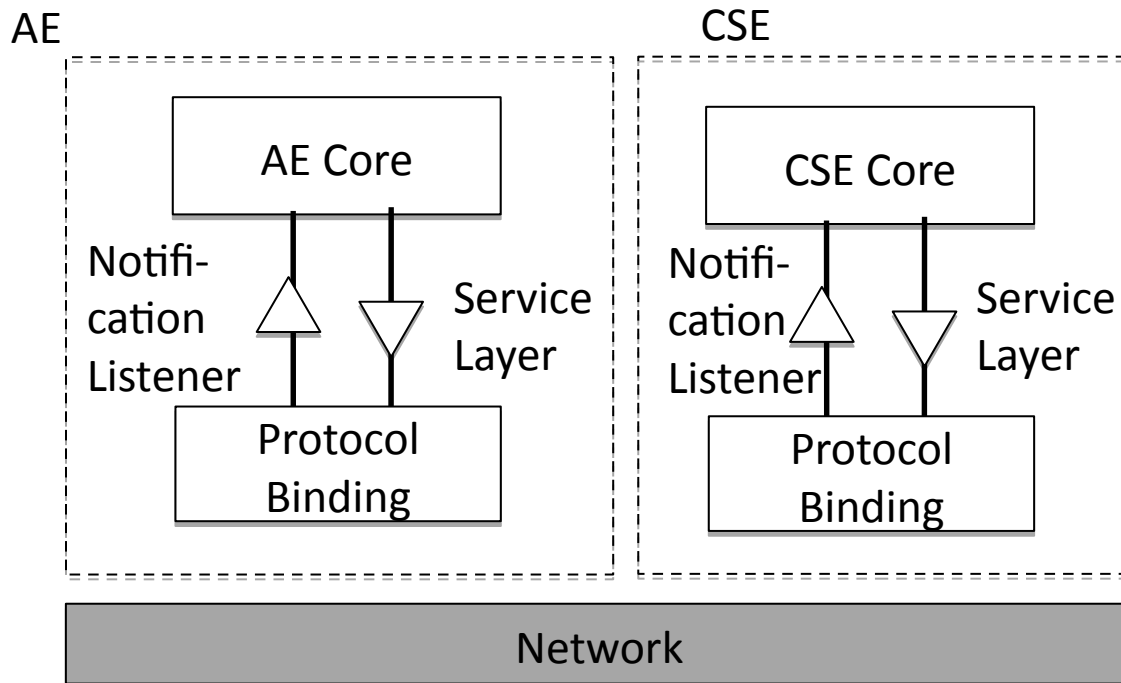 AE
CSE
AE Core
Notifi-
cation
Listener
Service
Layer
Protocol
Binding
CSE Core
Notifi-
cation
Listener
Service
Layer
Protocol
Binding
Network